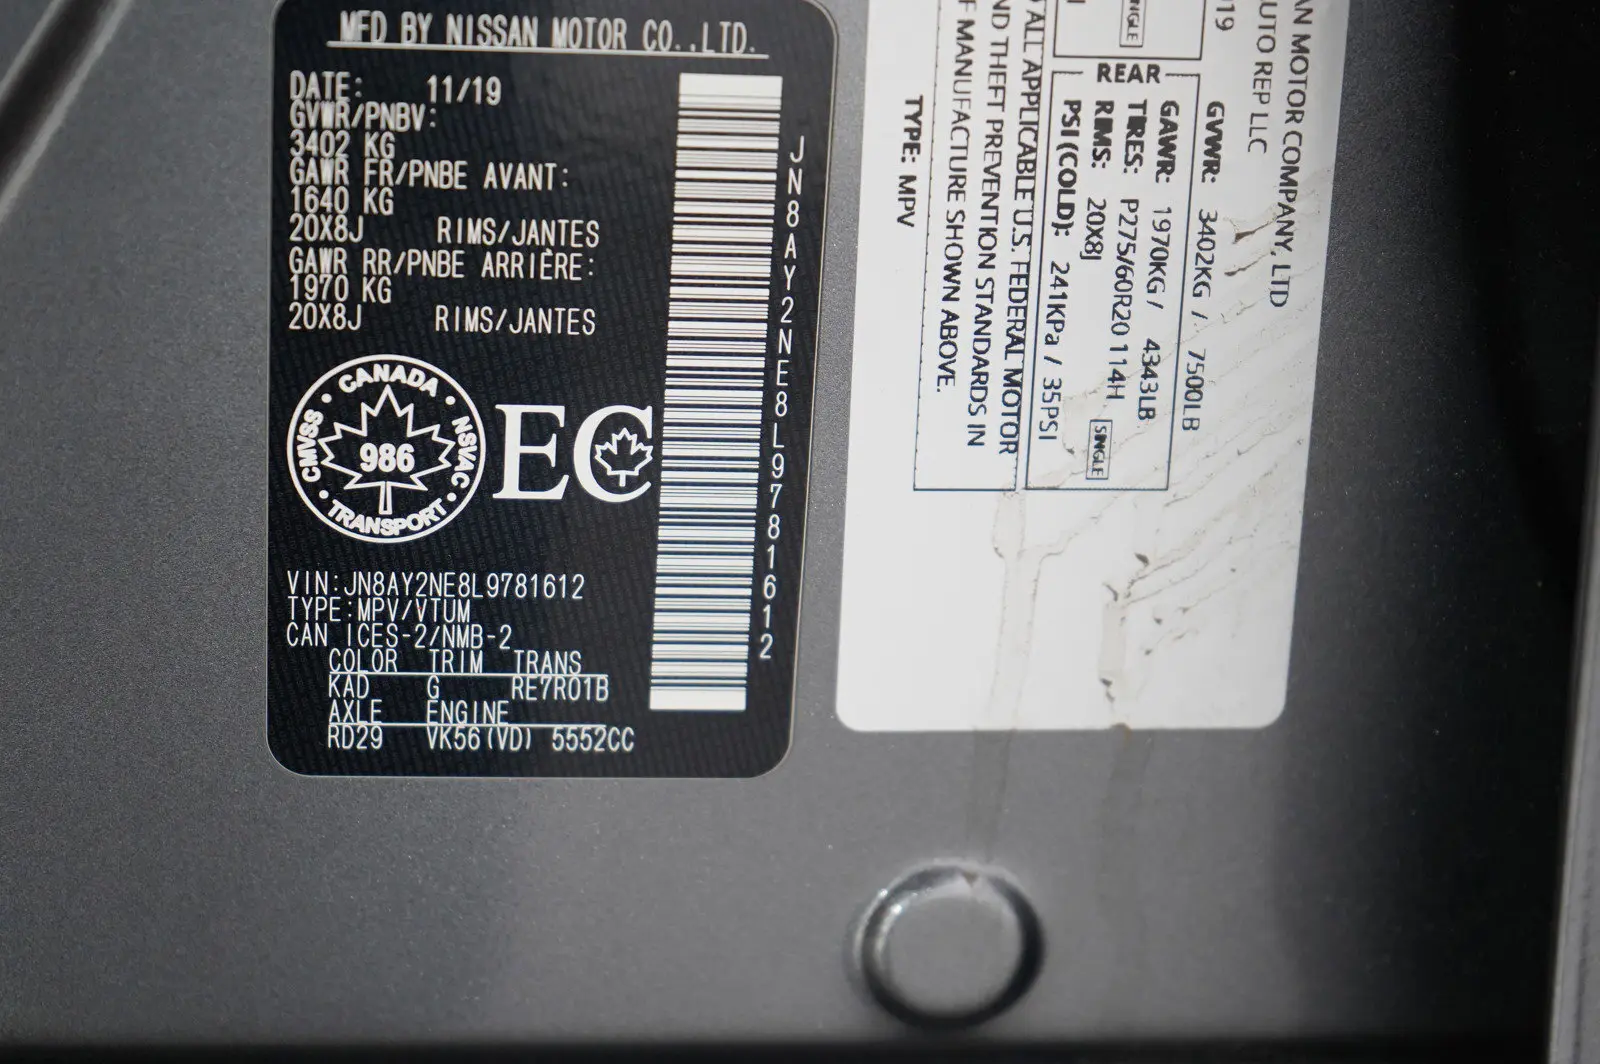 MFD BY NISSAN MOTOR CO.,LTD.
DATE: 11/19
GVWR/PNBV:
3402 KG
GAWR FR/PNBE AVANT:
1640 KG
20X8J RIMS/JANTES
GAWR RR/PNBE ARRIÈRE:
1970 KG
20X8J RIMS/JANTES
CANADA
CMVSS
NSVAC
986
TRANSPORT
EC
VIN:JN8AY2NE8L9781612
TYPE:MPV/VTUM
CAN ICES-2/NMB-2
COLOR TRIM TRANS
KAD G RE7R01B
AXLE ENGINE
RD29 VK56(VD) 5552CC
JN8AY2NE8L9781612
AN MOTOR COMPANY, LTD
UTO REP LLC
19
GVWR: 3402KG / 7500LB
REAR
GAWR: 1970KG / 4343LB
TIRES: P275/60R20 114H
RIMS: 20X8J SINGLE
PSI(COLD): 241KPa / 35PSI
ALL APPLICABLE U.S. FEDERAL MOTOR
ND THEFT PREVENTION STANDARDS IN
F MANUFACTURE SHOWN ABOVE.
TYPE: MPV